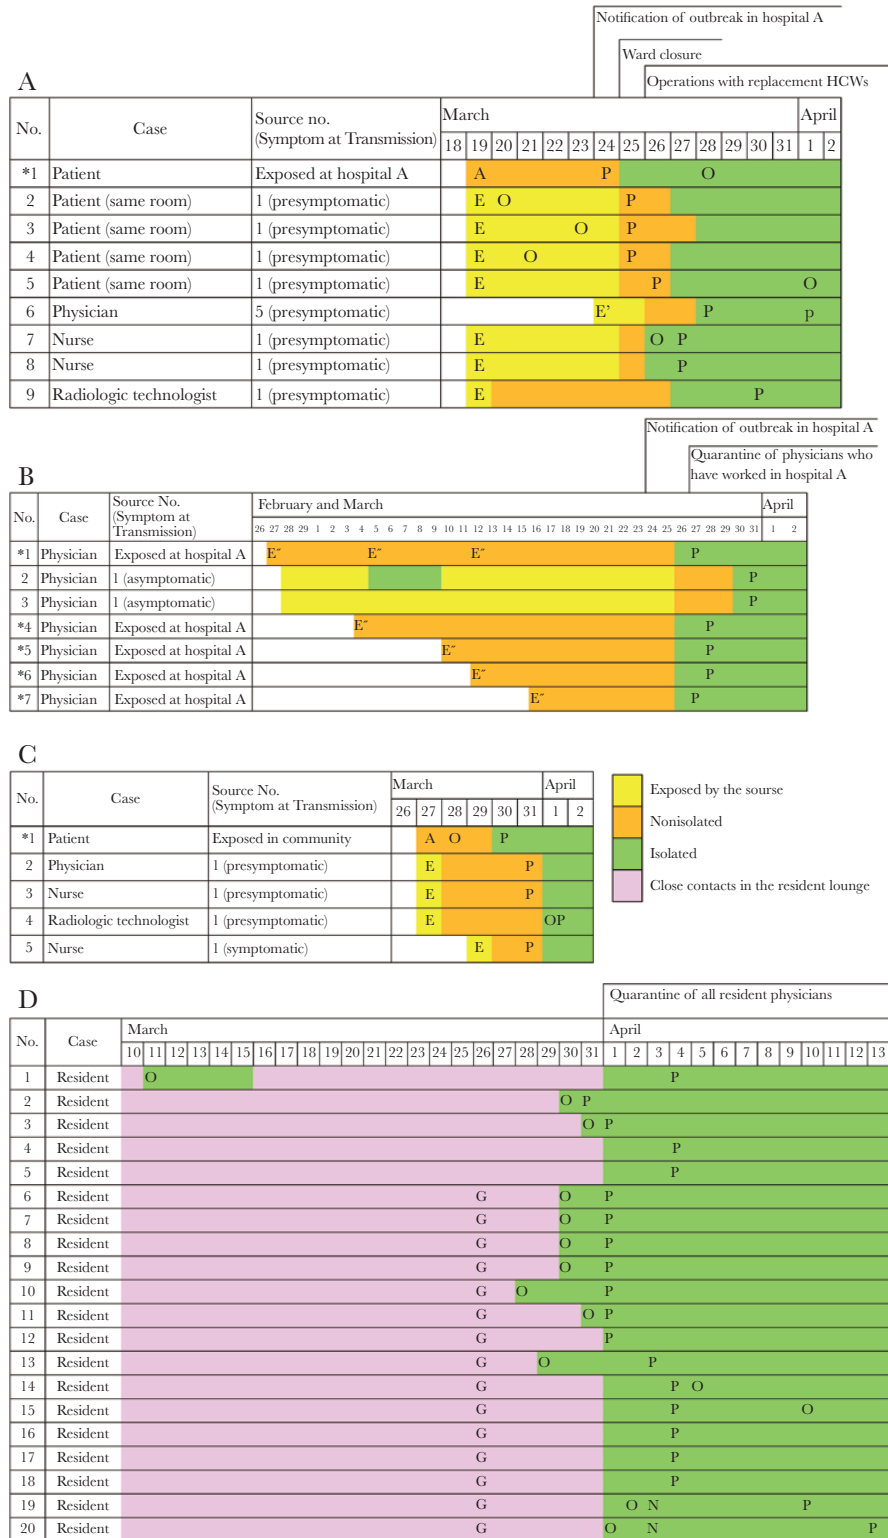 Notification of outbreak in hospital A
Ward closure
Operations with replacement HCWs
A
No. Case Source no. (Symptom at Transmission) March April
18 19 20 21 22 23 24 25 26 27 28 29 30 31 1 2
*1 Patient Exposed at hospital A A P O
2 Patient (same room) 1 (presymptomatic) E O P
3 Patient (same room) 1 (presymptomatic) E O P
4 Patient (same room) 1 (presymptomatic) E O P
5 Patient (same room) 1 (presymptomatic) E P O
6 Physician 5 (presymptomatic) E’ P p
7 Nurse 1 (presymptomatic) E O P
8 Nurse 1 (presymptomatic) E P
9 Radiologic technologist 1 (presymptomatic) E P
Notification of outbreak in hospital A
Quarantine of physicians who
have worked in hospital A
B
No. Case Source No. (Symptom at Transmission) February and March April
26 27 28 29 1 2 3 4 5 6 7 8 9 10 11 12 13 14 15 16 17 18 19 20 21 22 23 24 25 26 27 28 29 30 31 1 2
*1 Physician Exposed at hospital A E˝ E˝ E˝ P
2 Physician 1 (asymptomatic) P
3 Physician 1 (asymptomatic) P
*4 Physician Exposed at hospital A E˝ P
*5 Physician Exposed at hospital A E˝ P
*6 Physician Exposed at hospital A E˝ P
*7 Physician Exposed at hospital A E˝ P
C
No. Case Source No. (Symptom at Transmission) March April
26 27 28 29 30 31 1 2
*1 Patient Exposed in community A O P
2 Physician 1 (presymptomatic) E P
3 Nurse 1 (presymptomatic) E P
4 Radiologic technologist 1 (presymptomatic) E OP
5 Nurse 1 (symptomatic) E P
Exposed by the sourse
Nonisolated
Isolated
Close contacts in the resident lounge
D
Quarantine of all resident physicians
No. Case March April
10 11 12 13 14 15 16 17 18 19 20 21 22 23 24 25 26 27 28 29 30 31 1 2 3 4 5 6 7 8 9 10 11 12 13
1 Resident O P
2 Resident O P
3 Resident O P
4 Resident P
5 Resident P
6 Resident G O P
7 Resident G O P
8 Resident G O P
9 Resident G O P
10 Resident G O P
11 Resident G O P
12 Resident G P
13 Resident G O P
14 Resident G P O
15 Resident G P O
16 Resident G P
17 Resident G P
18 Resident G P
19 Resident G O N P
20 Resident G O N P